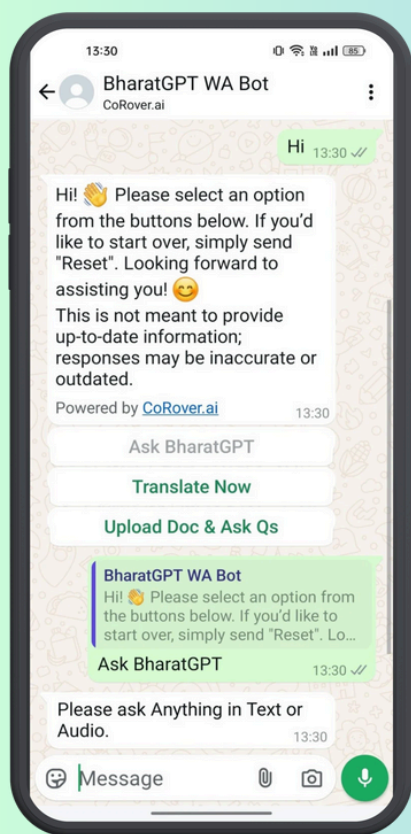 13:30
85
BharatGPT WA Bot
CoRover.ai
Hi 13:30
Hi! 👋 Please select an option
from the buttons below. If you'd
like to start over, simply send
"Reset". Looking forward to
assisting you! 😊
This is not meant to provide
up-to-date information;
responses may be inaccurate or
outdated.
Powered by CoRover.ai 13:30
Ask BharatGPT
Translate Now
Upload Doc & Ask Qs
BharatGPT WA Bot
Hi! 👋 Please select an option from
the buttons below. If you'd like to
start over, simply send "Reset". Lo...
Ask BharatGPT 13:30
Please ask Anything in Text or
Audio. 13:30
Message